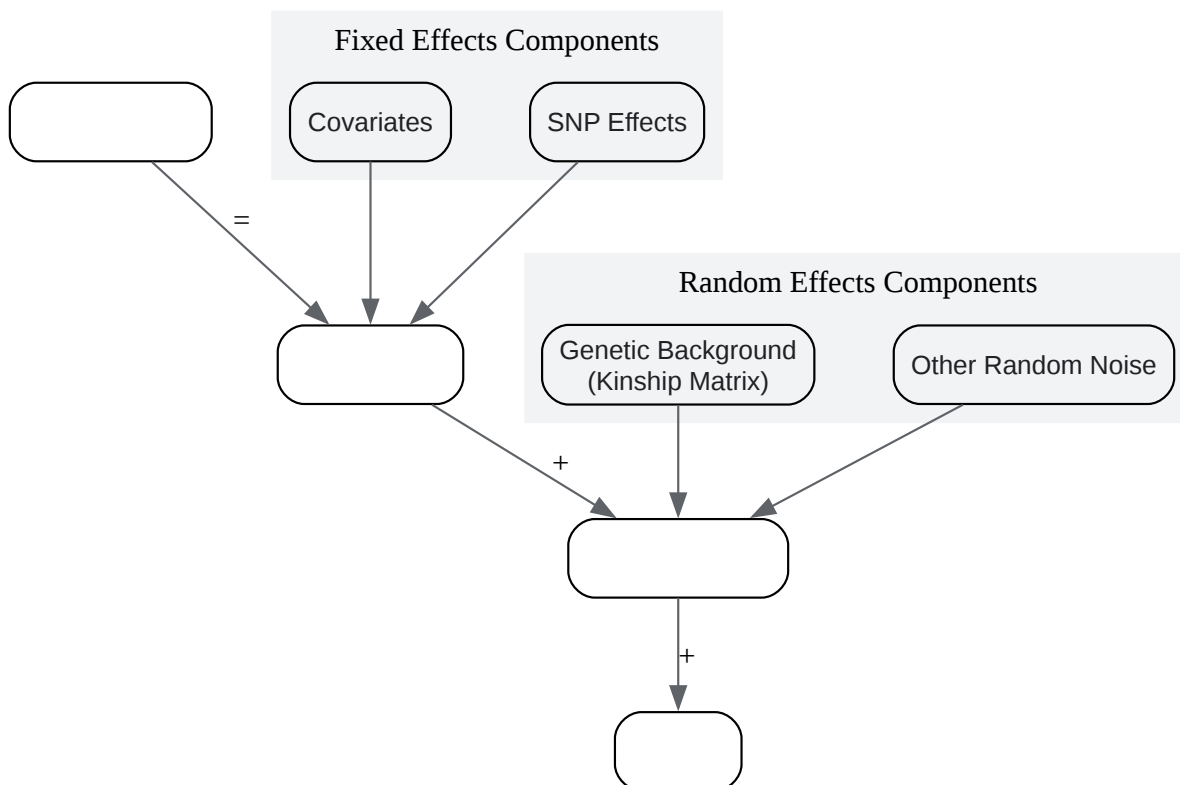 Fixed Effects Components
Covariates
SNP Effects
=
Random Effects Components
Genetic Background
(Kinship Matrix)
Other Random Noise
+
+